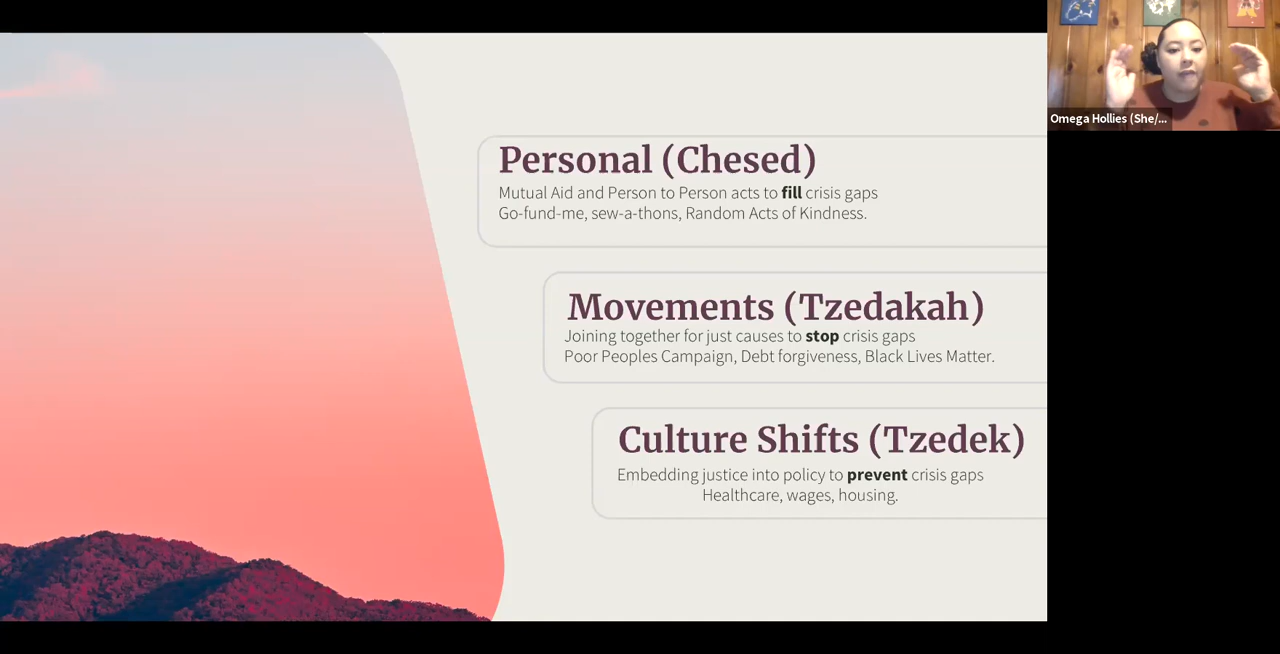 Personal (Chesed)
Mutual Aid and Person to Person acts to fill crisis gaps
Go-fund-me, sew-a-thons, Random Acts of Kindness.
Movements (Tzedakah)
Joining together for just causes to stop crisis gaps
Poor Peoples Campaign, Debt forgiveness, Black Lives Matter.
Culture Shifts (Tzedek)
Embedding justice into policy to prevent crisis gaps
Healthcare, wages, housing.
Omega Hollies (She/...